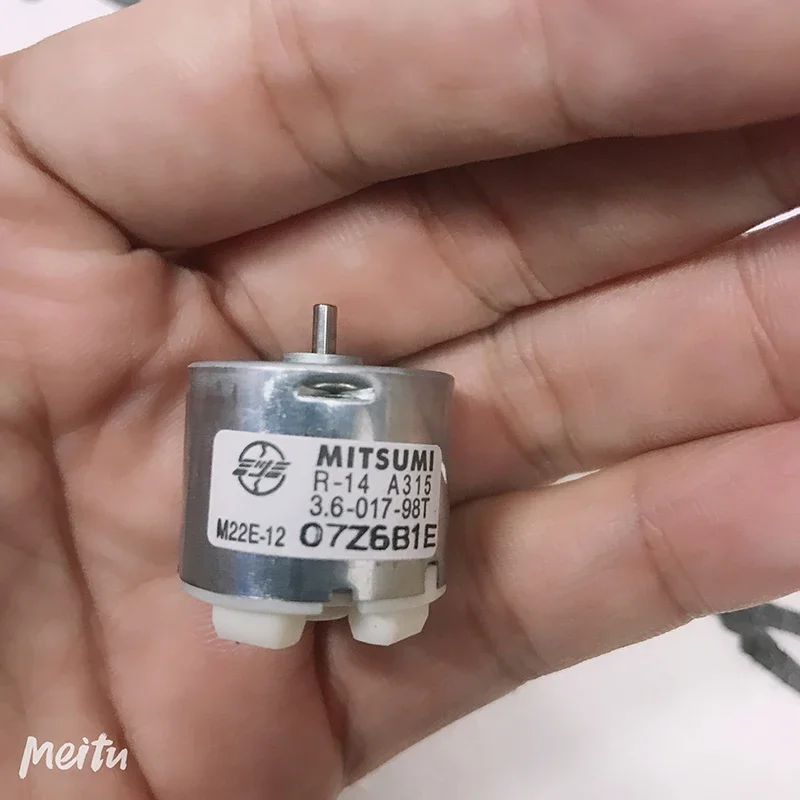 MITSUMI
R-14 A315
3.6-017-98T
M22E-12 07Z6B1E
Meitu